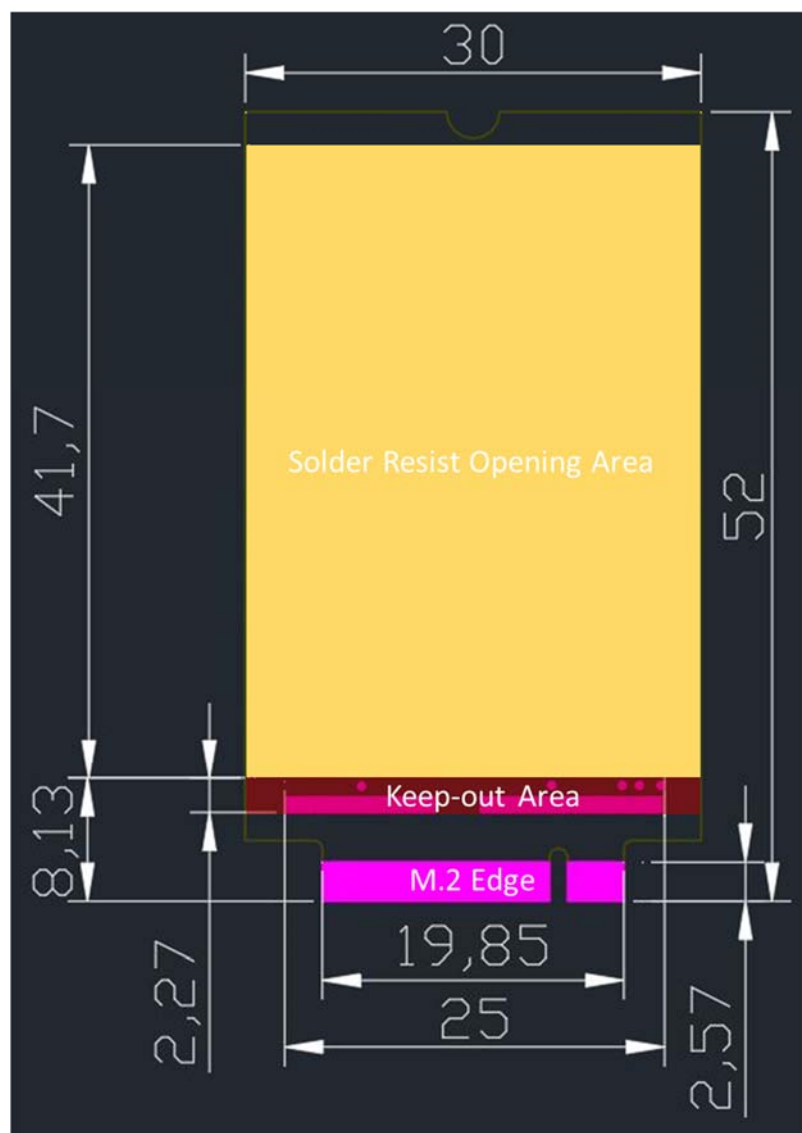 30
41,7
Solder Resist Opening Area
52
Keep-out Area
8,13
M.2 Edge
19,85
2,27
25
2,57